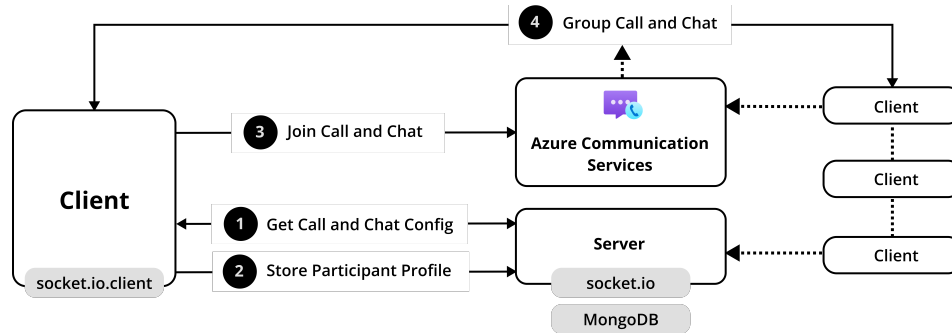 4 Group Call and Chat
Client
3 Join Call and Chat
Azure Communication
Services
Client
Client
1 Get Call and Chat Config
Server
Client
2 Store Participant Profile
socket.io.client
socket.io
MongoDB
Client